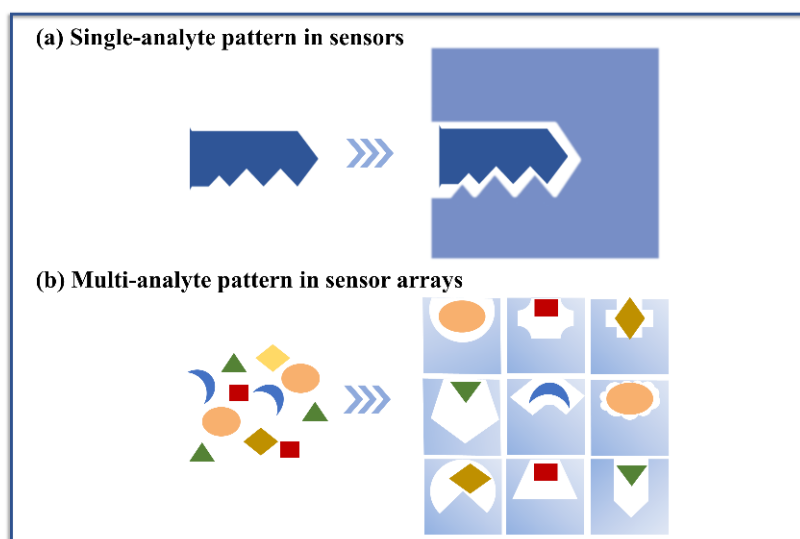 (a) Single-analyte pattern in sensors
(b) Multi-analyte pattern in sensor arrays